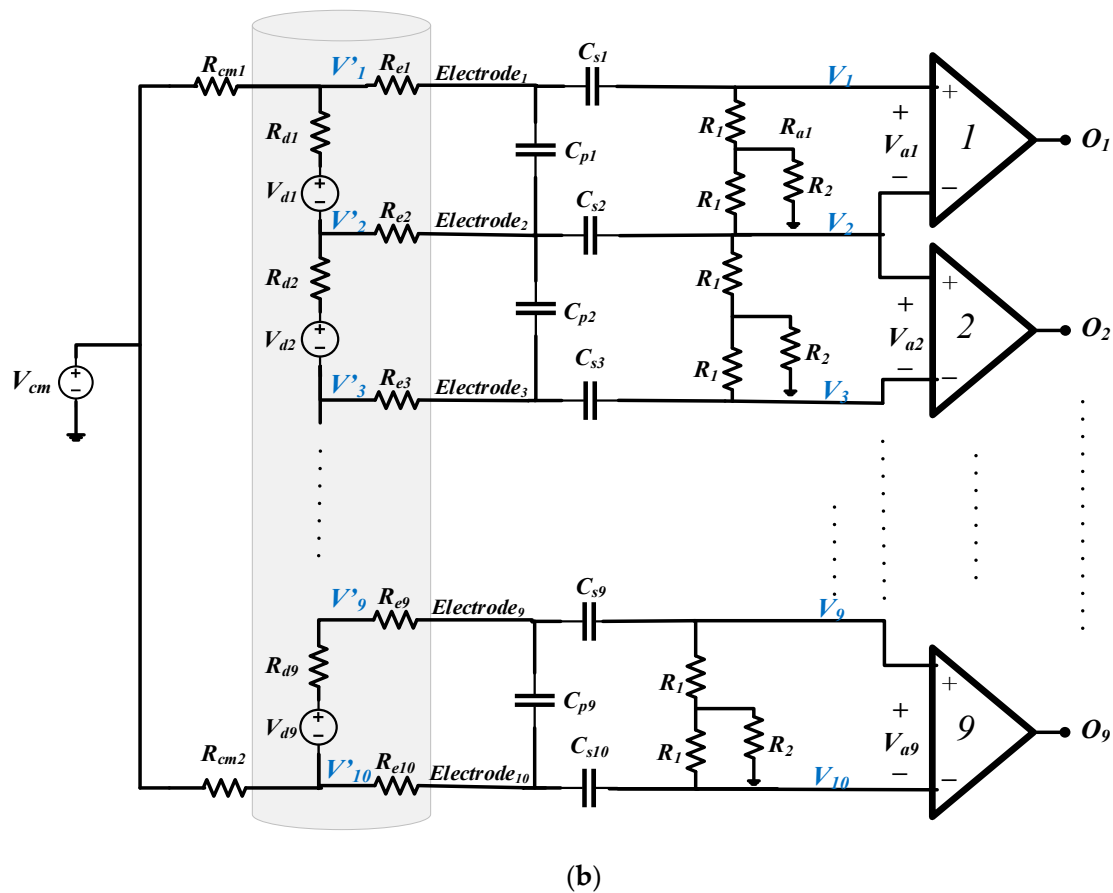 R_cm1 V'_1 R_e1 Electrode_1 C_s1 V_1 +
R_d1 C_p1 R_1 R_a1 + V_a1 − 1 O_1
V_d1 + − R_1 R_2 −
V'_2 R_e2 Electrode_2 C_s2 V_2
R_d2 R_1 +
V_d2 + − C_p2 R_1 R_2 + V_a2 − 2 O_2
V_cm + − V'_3 R_e3 Electrode_3 C_s3 V_3 −
V'_9 R_e9 Electrode_9 C_s9 V_9
R_d9 R_1 +
V_d9 + − C_p9 R_1 R_2 + V_a9 − 9 O_9
R_cm2 V'_10 R_e10 Electrode_10 C_s10 V_10 −
(b)